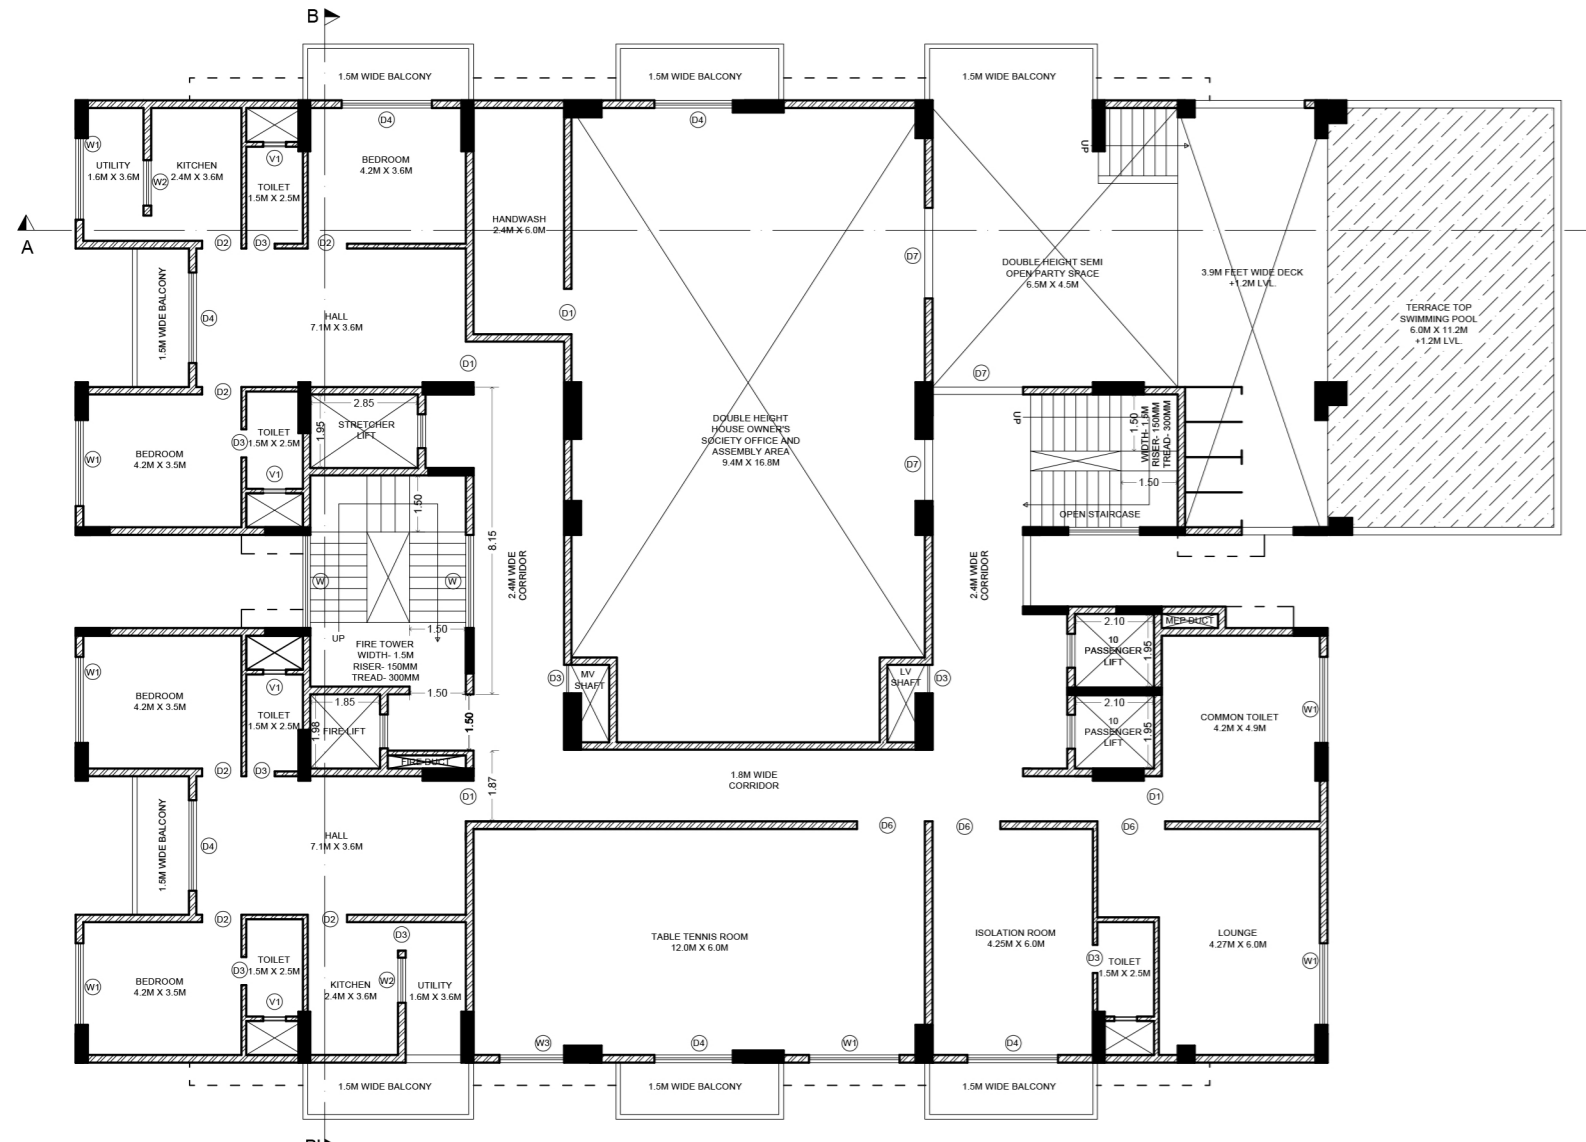 B
1.5M WIDE BALCONY
1.5M WIDE BALCONY
1.5M WIDE BALCONY
D4
D4
W1
UTILITY
1.6M X 3.6M
W2
KITCHEN
2.4M X 3.6M
V1
TOILET
1.5M X 2.5M
BEDROOM
4.2M X 3.6M
UP
HANDWASH
2.4M X 6.0M
A
D2
D3
D2
D7
DOUBLE HEIGHT SEMI
OPEN PARTY SPACE
6.5M X 4.5M
3.9M FEET WIDE DECK
+1.2M LVL.
TERRACE TOP
SWIMMING POOL
6.0M X 11.2M
+1.2M LVL.
1.5M WIDE BALCONY
D4
HALL
7.1M X 3.6M
D1
D1
D7
D2
2.85
1.95
STRETCHER
LIFT
BEDROOM
4.2M X 3.5M
W1
D3
TOILET
1.5M X 2.5M
V1
DOUBLE HEIGHT
HOUSE OWNER'S
SOCIETY OFFICE AND
ASSEMBLY AREA
9.4M X 16.8M
D7
UP
1.50
WIDTH- 1.5M
RISER- 150MM
TREAD- 300MM
1.50
OPEN STAIRCASE
1.50
8.15
2.4M WIDE
CORRIDOR
2.4M WIDE
CORRIDOR
W
W
1.50
UP
FIRE TOWER
WIDTH- 1.5M
RISER- 150MM
TREAD- 300MM
1.50
2.10
10
PASSENGER
LIFT
1.95
MEP DUCT
W1
BEDROOM
4.2M X 3.5M
V1
TOILET
1.5M X 2.5M
1.85
1.98
FIRE LIFT
1.50
FIRE DUCT
D3
MV
SHAFT
LV
SHAFT
D3
2.10
10
PASSENGER
LIFT
1.95
COMMON TOILET
4.2M X 4.9M
W1
D2
D3
D1
1.87
1.8M WIDE
CORRIDOR
D1
D6
D6
D6
1.5M WIDE BALCONY
D4
HALL
7.1M X 3.6M
D2
D2
D3
BEDROOM
4.2M X 3.5M
W1
D3
TOILET
1.5M X 2.5M
V1
KITCHEN
2.4M X 3.6M
W2
UTILITY
1.6M X 3.6M
TABLE TENNIS ROOM
12.0M X 6.0M
ISOLATION ROOM
4.25M X 6.0M
D3
TOILET
1.5M X 2.5M
LOUNGE
4.27M X 6.0M
W1
W3
D4
W1
D4
1.5M WIDE BALCONY
1.5M WIDE BALCONY
1.5M WIDE BALCONY